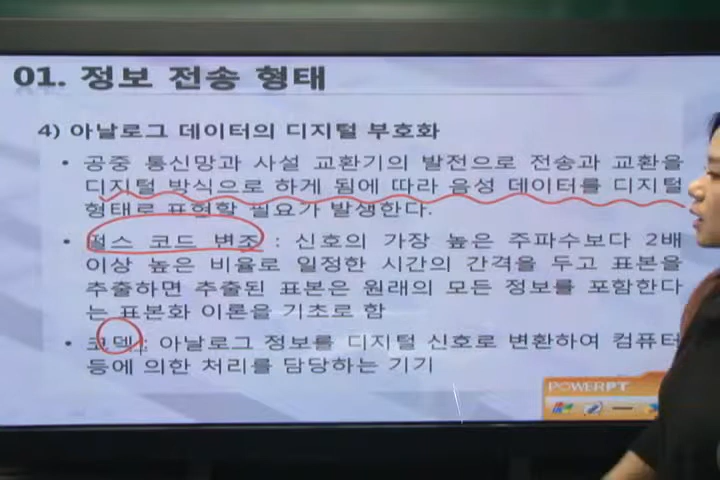 01. 정보 전송 형태
4) 아날로그 데이터의 디지털 부호화
• 공중 통신망과 사설 교환기의 발전으로 전송과 교환을
디지털 방식으로 하게 됨에 따라 음성 데이터를 디지털
형태로 표현할 필요가 발생한다.
• 펄스 코드 변조 : 신호의 가장 높은 주파수보다 2배
이상 높은 비율로 일정한 시간의 간격을 두고 표본을
추출하면 추출된 표본은 원래의 모든 정보를 포함한다
는 표본화 이론을 기초로 함
• 코덱 : 아날로그 정보를 디지털 신호로 변환하여 컴퓨터
등에 의한 처리를 담당하는 기기
POWERPT